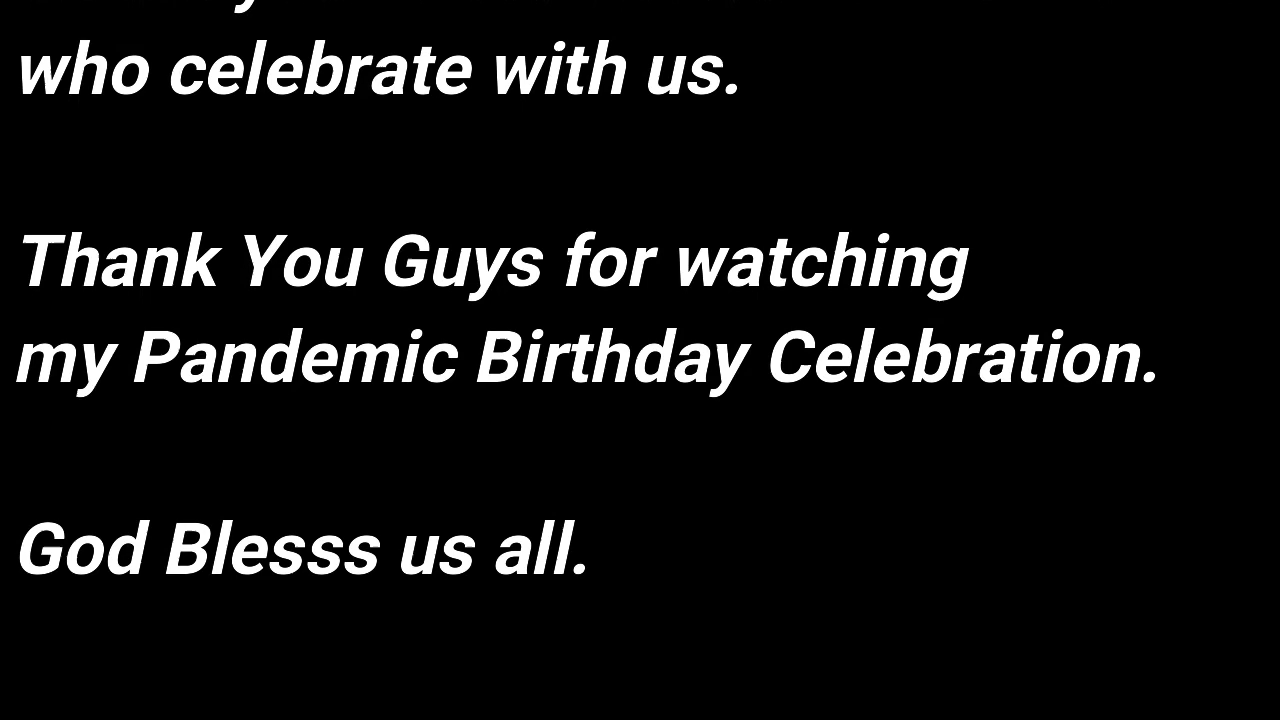 who celebrate with us.
Thank You Guys for watching
my Pandemic Birthday Celebration.
God Blesss us all.